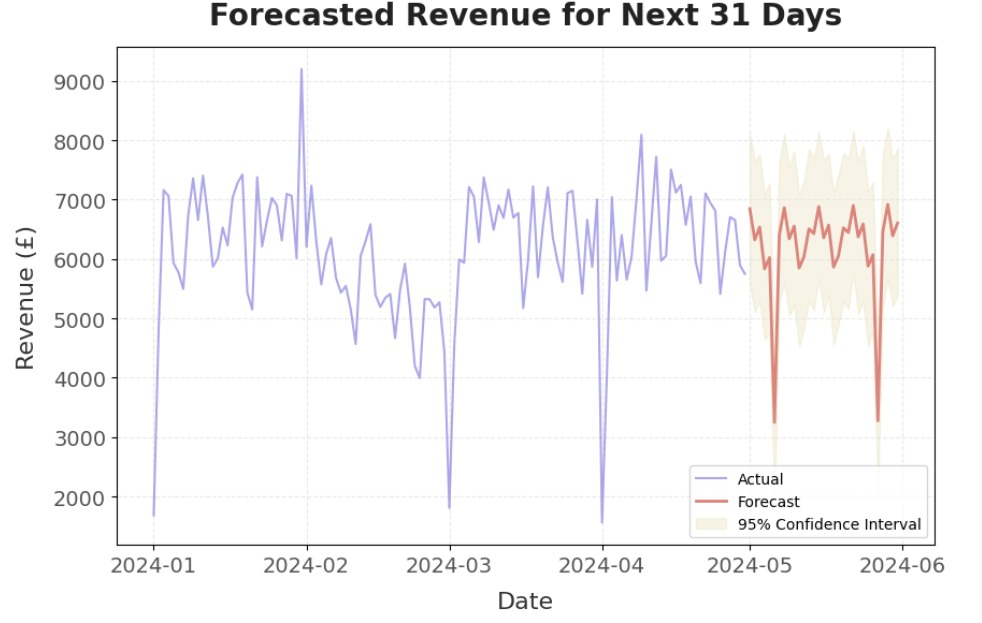 Forecasted Revenue for Next 31 Days
Revenue (£)
9000
8000
7000
6000
5000
4000
3000
2000
Actual
Forecast
95% Confidence Interval
2024-01 2024-02 2024-03 2024-04 2024-05 2024-06
Date